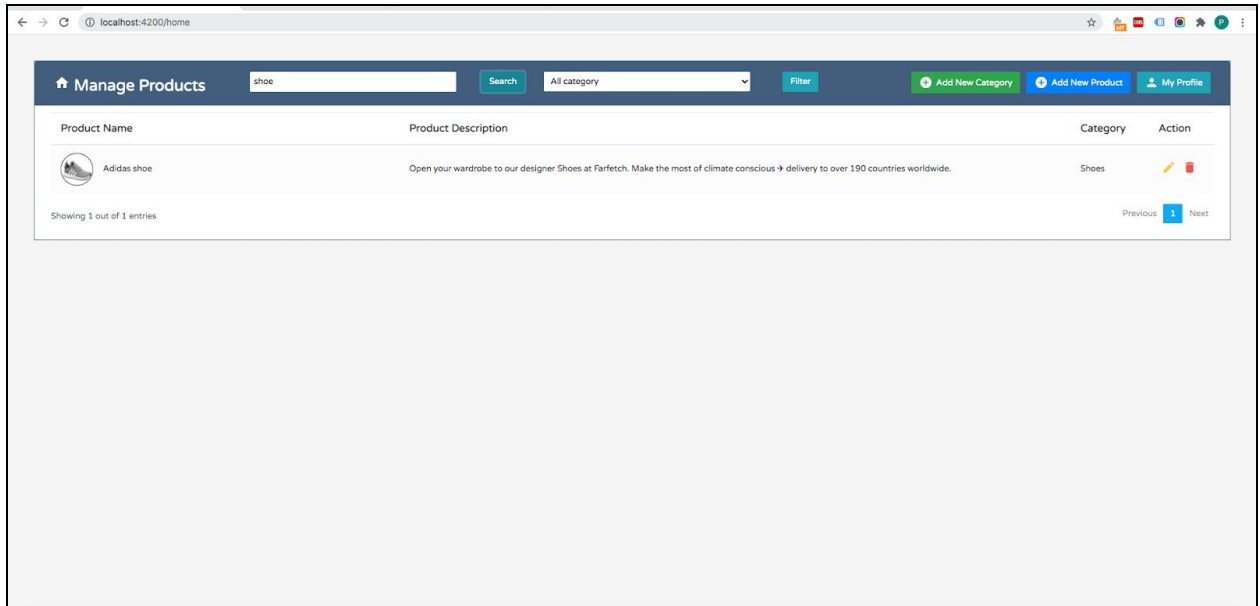 localhost:4200/home
Manage Products
shoe
Search
All category
Filter
Add New Category
Add New Product
My Profile
Product Name Product Description Category Action
Adidas shoe Open your wardrobe to our designer Shoes at Farfetch. Make the most of climate conscious ✈ delivery to over 190 countries worldwide. Shoes
Showing 1 out of 1 entries Previous 1 Next